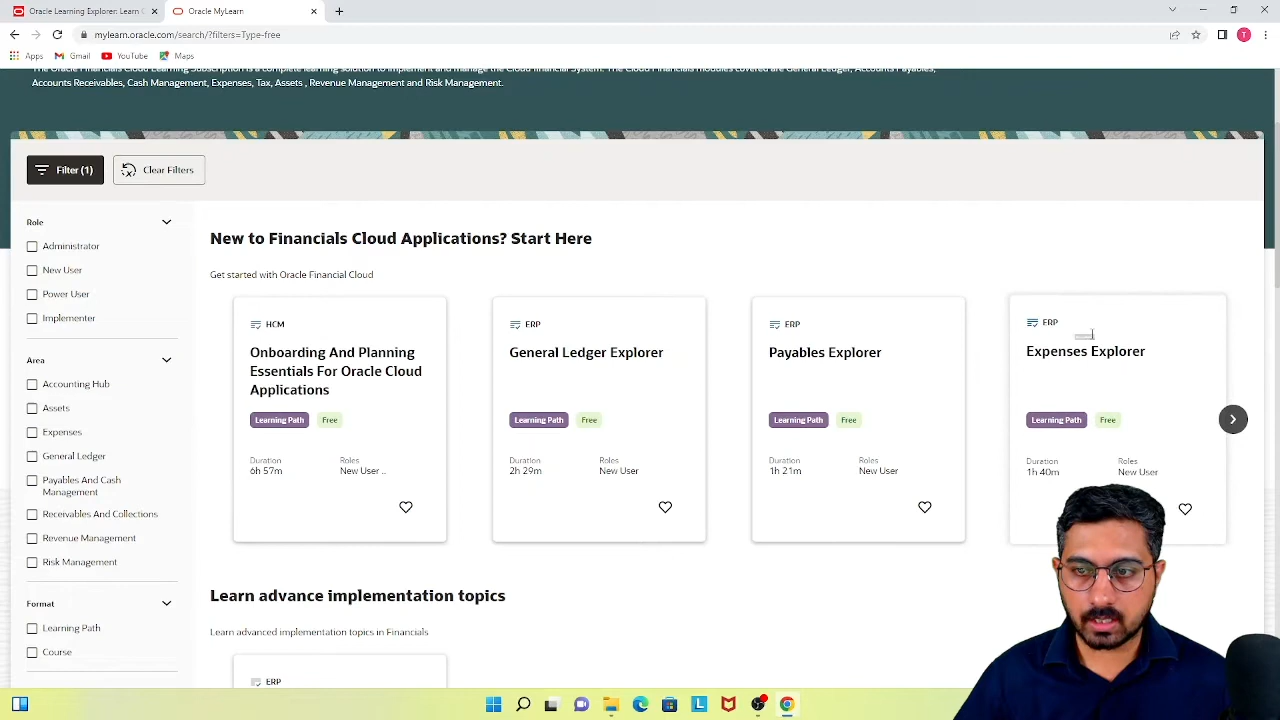 Oracle Learning Explorer: Learn
Oracle MyLearn
mylearn.oracle.com/search/?filters=Type-free
T
Apps
Gmail
YouTube
Maps
Accounts Receivables, Cash Management, Expenses, Tax, Assets , Revenue Management and Risk Management.
Filter (1)
Clear Filters
Role
Administrator
New User
Power User
Implementer
Area
Accounting Hub
Assets
Expenses
General Ledger
Payables And Cash
Management
Receivables And Collections
Revenue Management
Risk Management
Format
Learning Path
Course
New to Financials Cloud Applications? Start Here
Get started with Oracle Financial Cloud
HCM
Onboarding And Planning
Essentials For Oracle Cloud
Applications
Learning Path
Free
Duration
6h 57m
Roles
New User ..
ERP
General Ledger Explorer
Learning Path
Free
Duration
2h 29m
Roles
New User
ERP
Payables Explorer
Learning Path
Free
Duration
1h 21m
Roles
New User
ERP
Expenses Explorer
Learning Path
Free
Duration
1h 40m
Roles
New User
Learn advance implementation topics
Learn advanced implementation topics in Financials
ERP
L